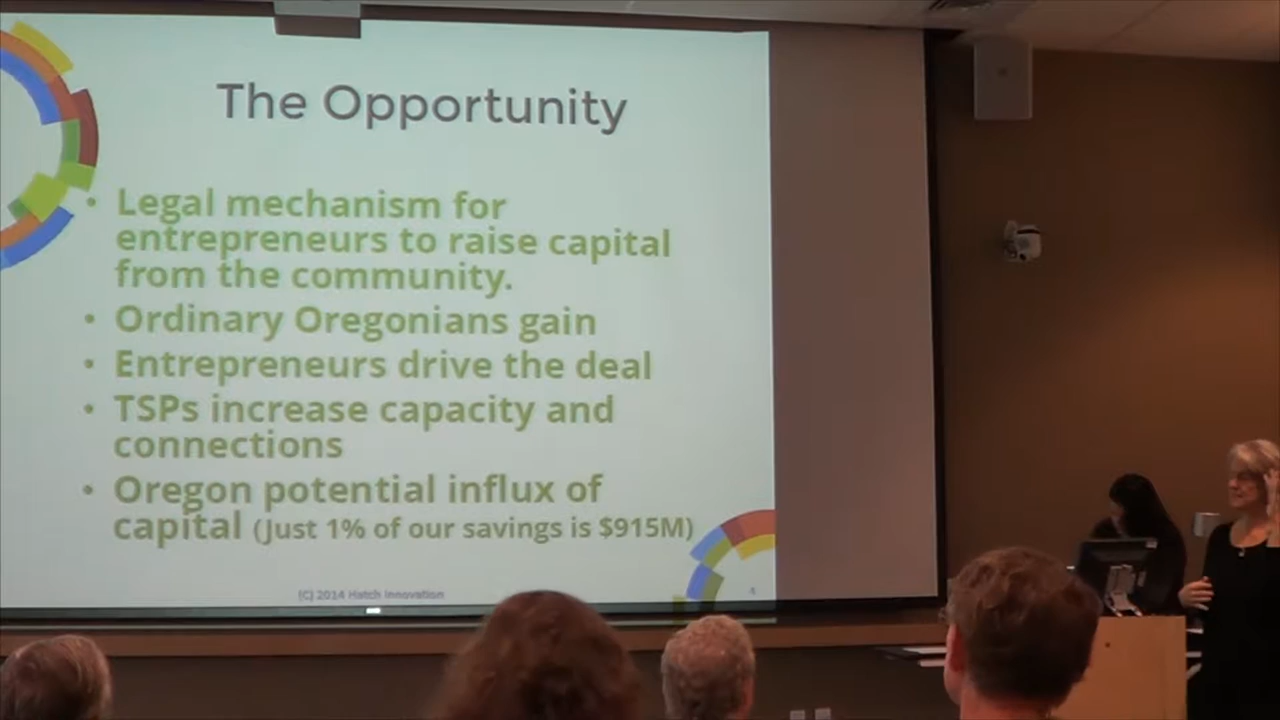 The Opportunity
• Legal mechanism for
entrepreneurs to raise capital
from the community.
• Ordinary Oregonians gain
• Entrepreneurs drive the deal
• TSPs increase capacity and
connections
• Oregon potential influx of
capital (Just 1% of our savings is $915M)
(C) 2014 Hatch Innovation